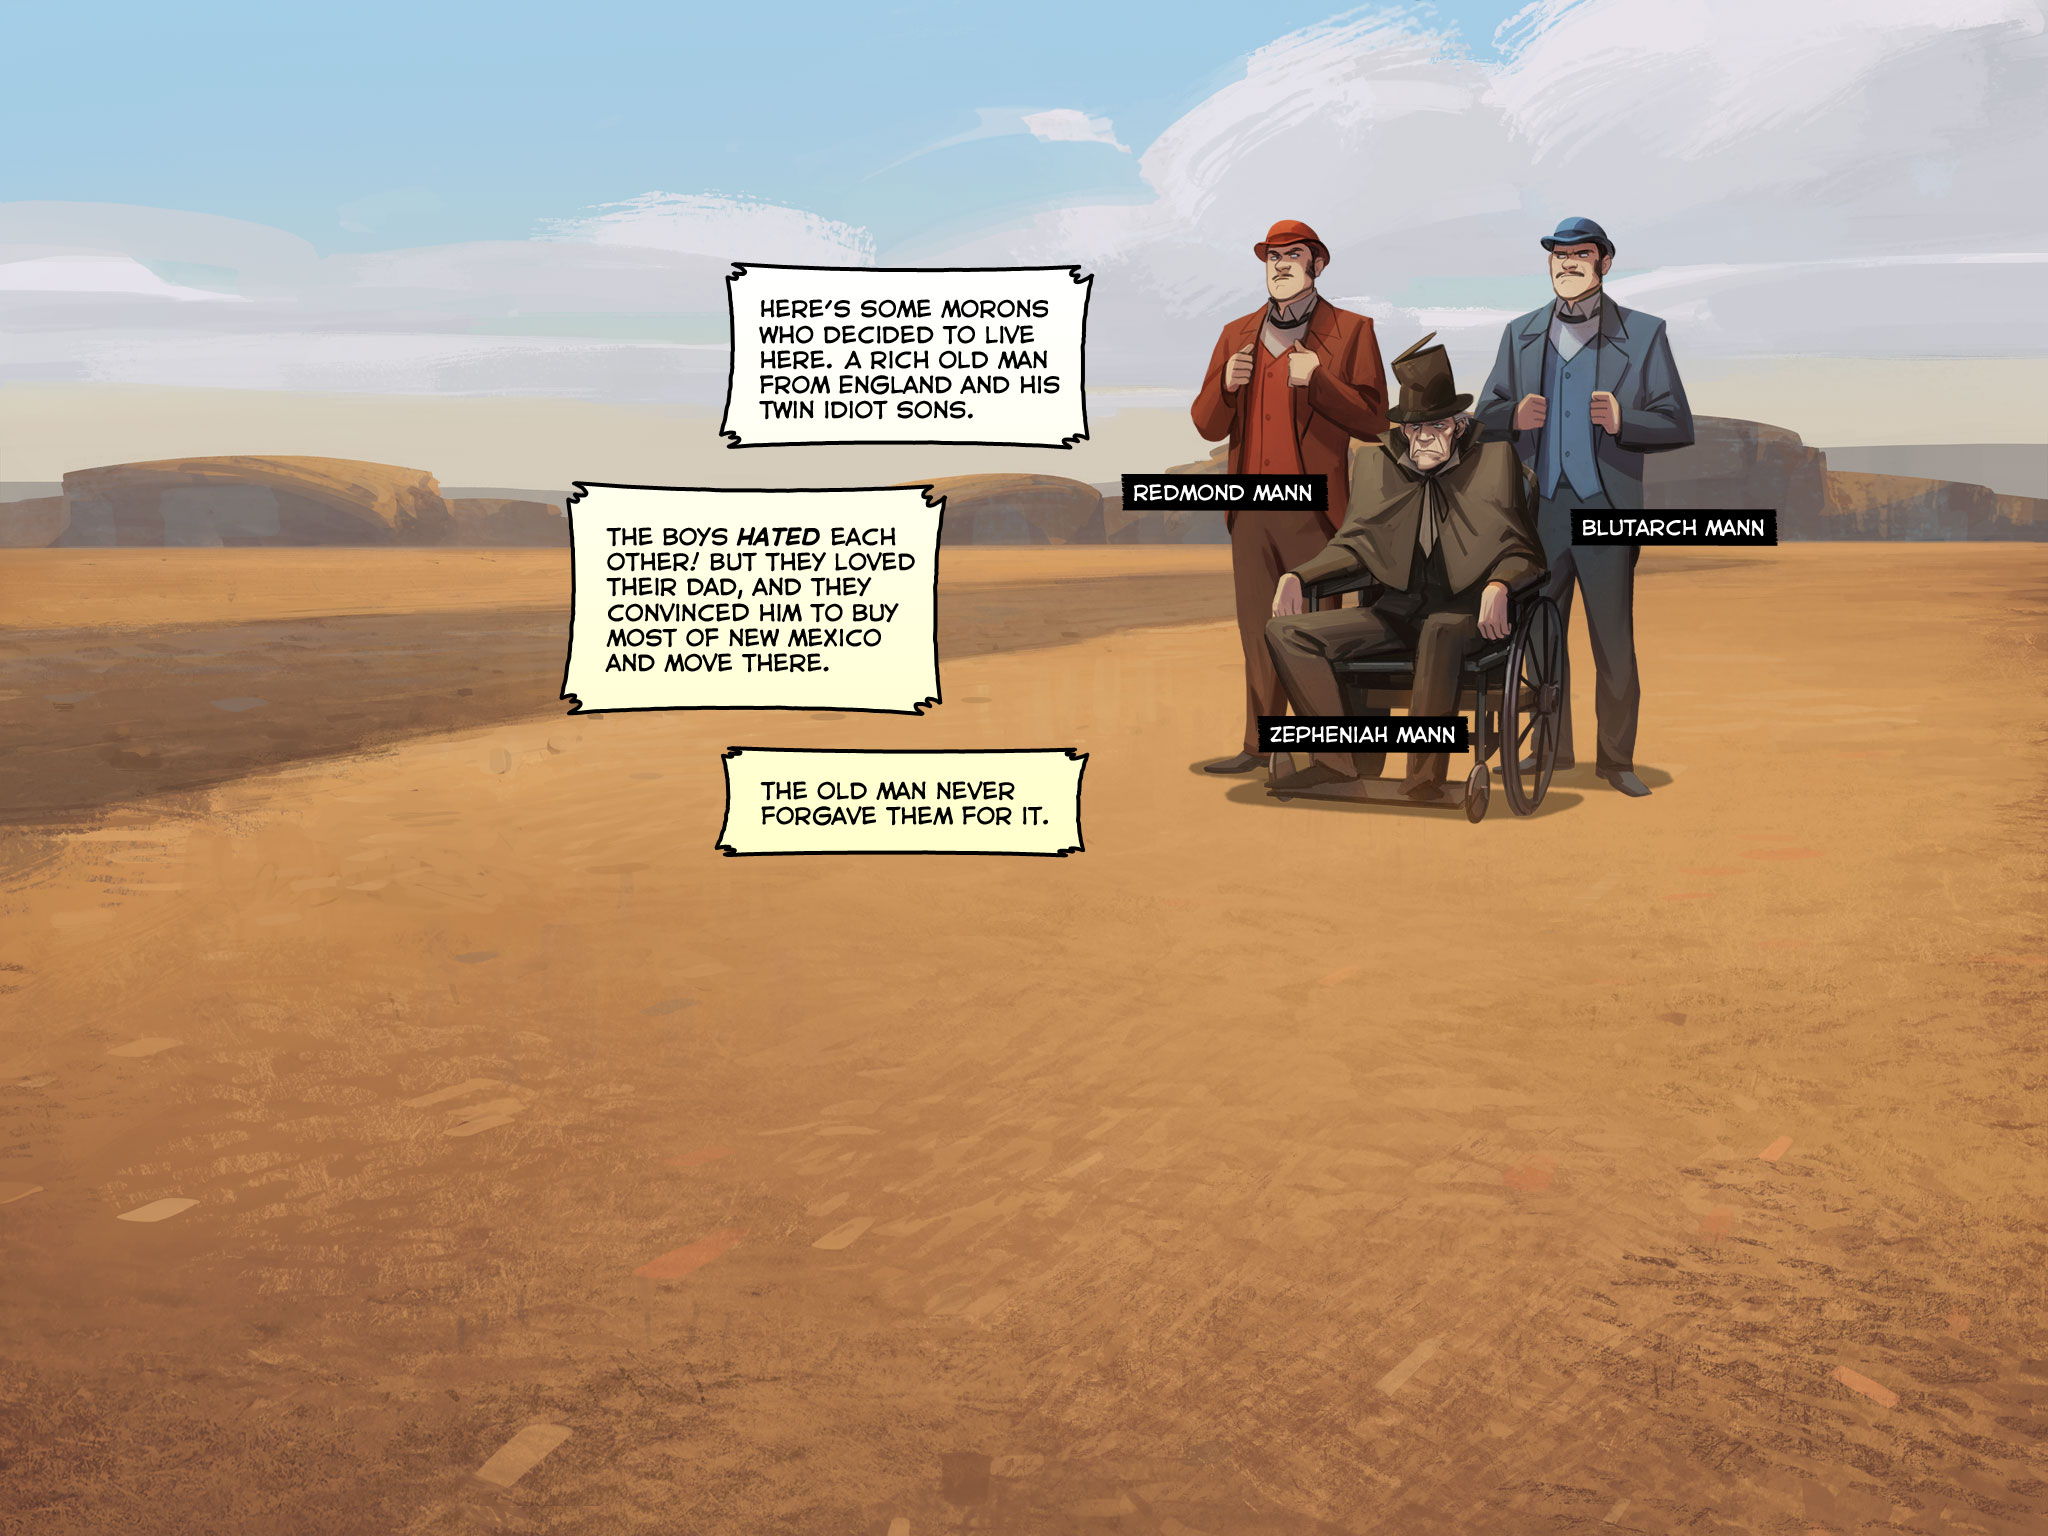 HERE'S SOME MORONS
WHO DECIDED TO LIVE
HERE. A RICH OLD MAN
FROM ENGLAND AND HIS
TWIN IDIOT SONS.
THE BOYS HATED EACH
OTHER! BUT THEY LOVED
THEIR DAD, AND THEY
CONVINCED HIM TO BUY
MOST OF NEW MEXICO
AND MOVE THERE.
THE OLD MAN NEVER
FORGAVE THEM FOR IT.
REDMOND MANN
BLUTARCH MANN
ZEPHENIAH MANN